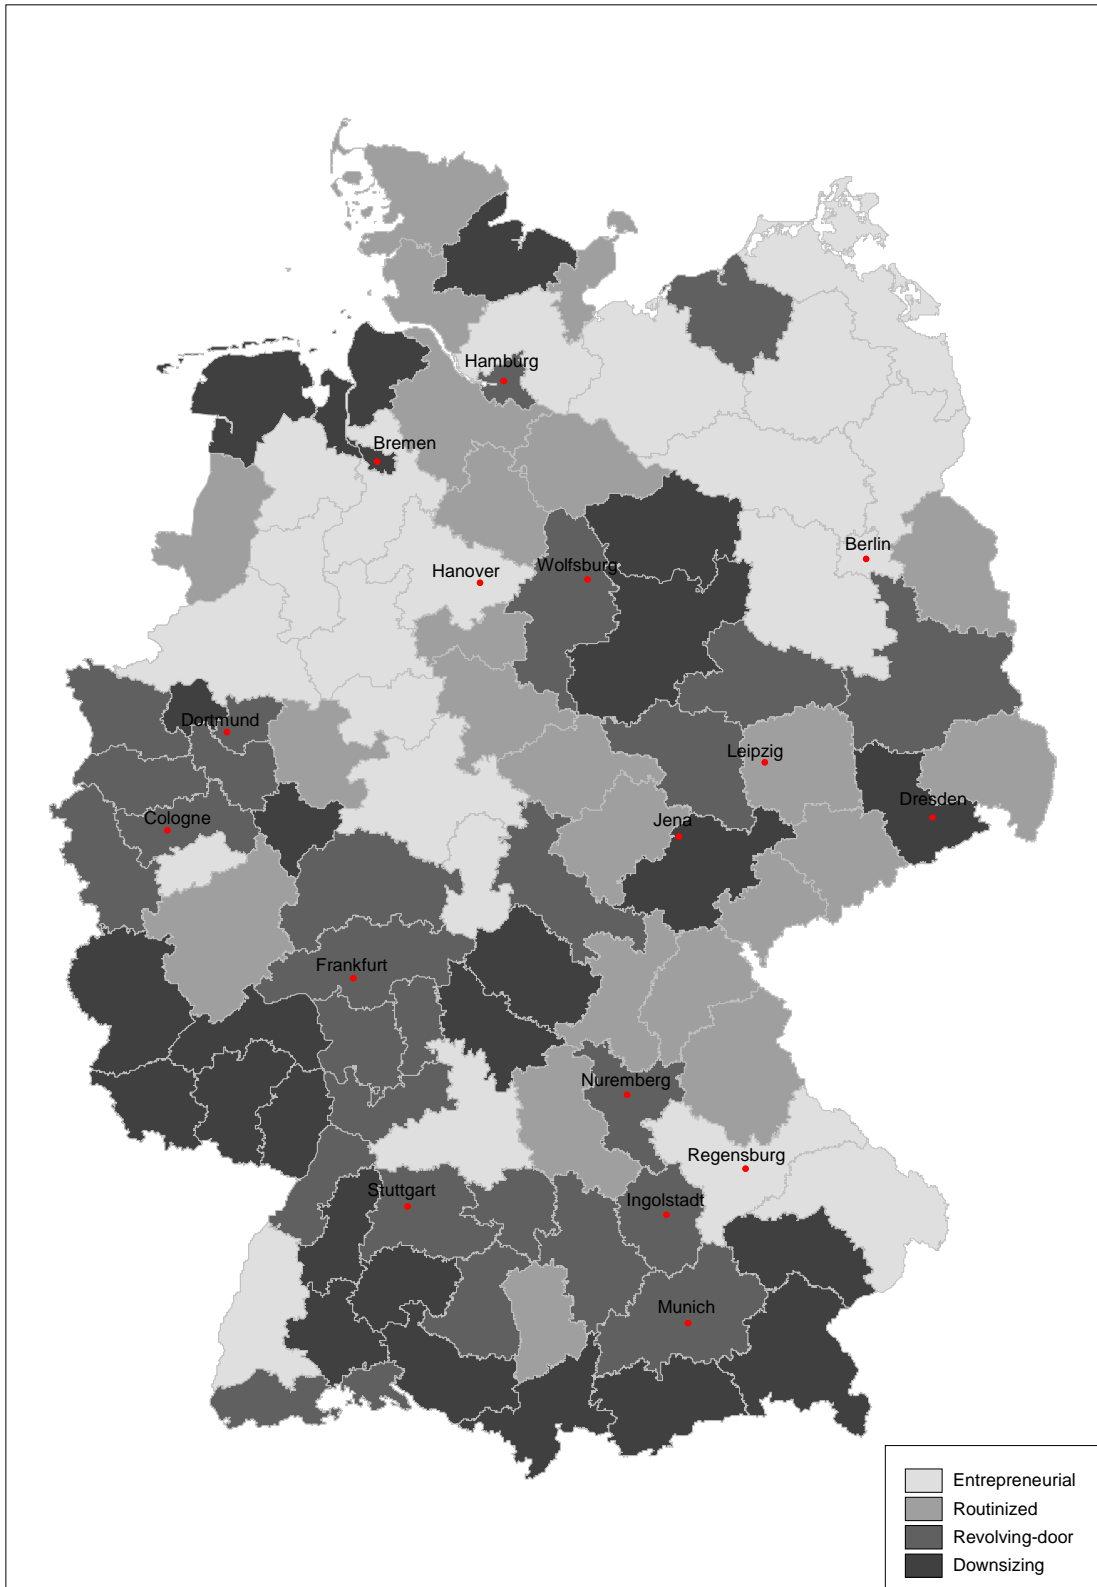 Hamburg
Bremen
Berlin
Hanover
Wolfsburg
Dortmund
Leipzig
Dresden
Cologne
Jena
Frankfurt
Nuremberg
Regensburg
Stuttgart
Ingolstadt
Munich
Entrepreneurial
Routinized
Revolving-door
Downsizing